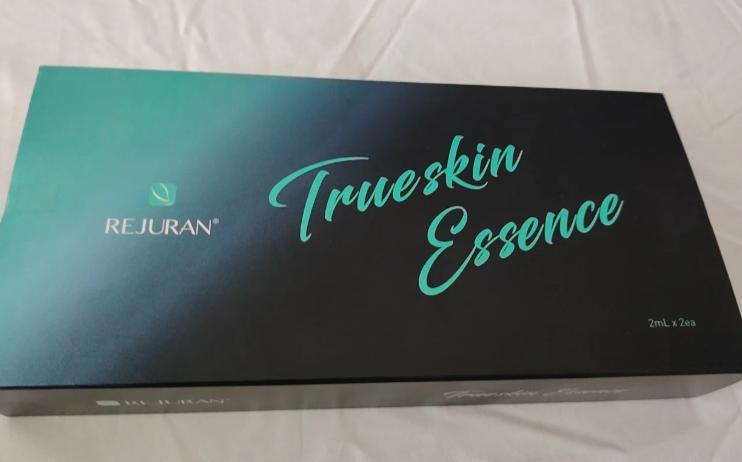 REJURAN®
Trueskin
Essence
2mL x 2ea
REJURAN®
Trueskin Essence